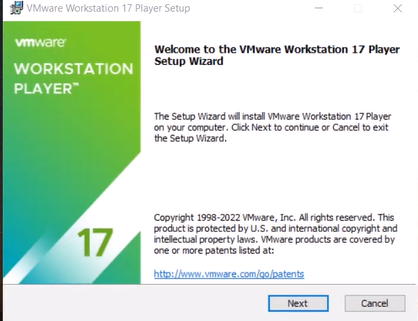 VMware Workstation 17 Player Setup
vmware
WORKSTATION
PLAYER™
17
Welcome to the VMware Workstation 17 Player
Setup Wizard
The Setup Wizard will install VMware Workstation 17 Player
on your computer. Click Next to continue or Cancel to exit
the Setup Wizard.
Copyright 1998-2022 VMware, Inc. All rights reserved. This
product is protected by U.S. and international copyright and
intellectual property laws. VMware products are covered by
one or more patents listed at:
http://www.vmware.com/go/patents
Next
Cancel